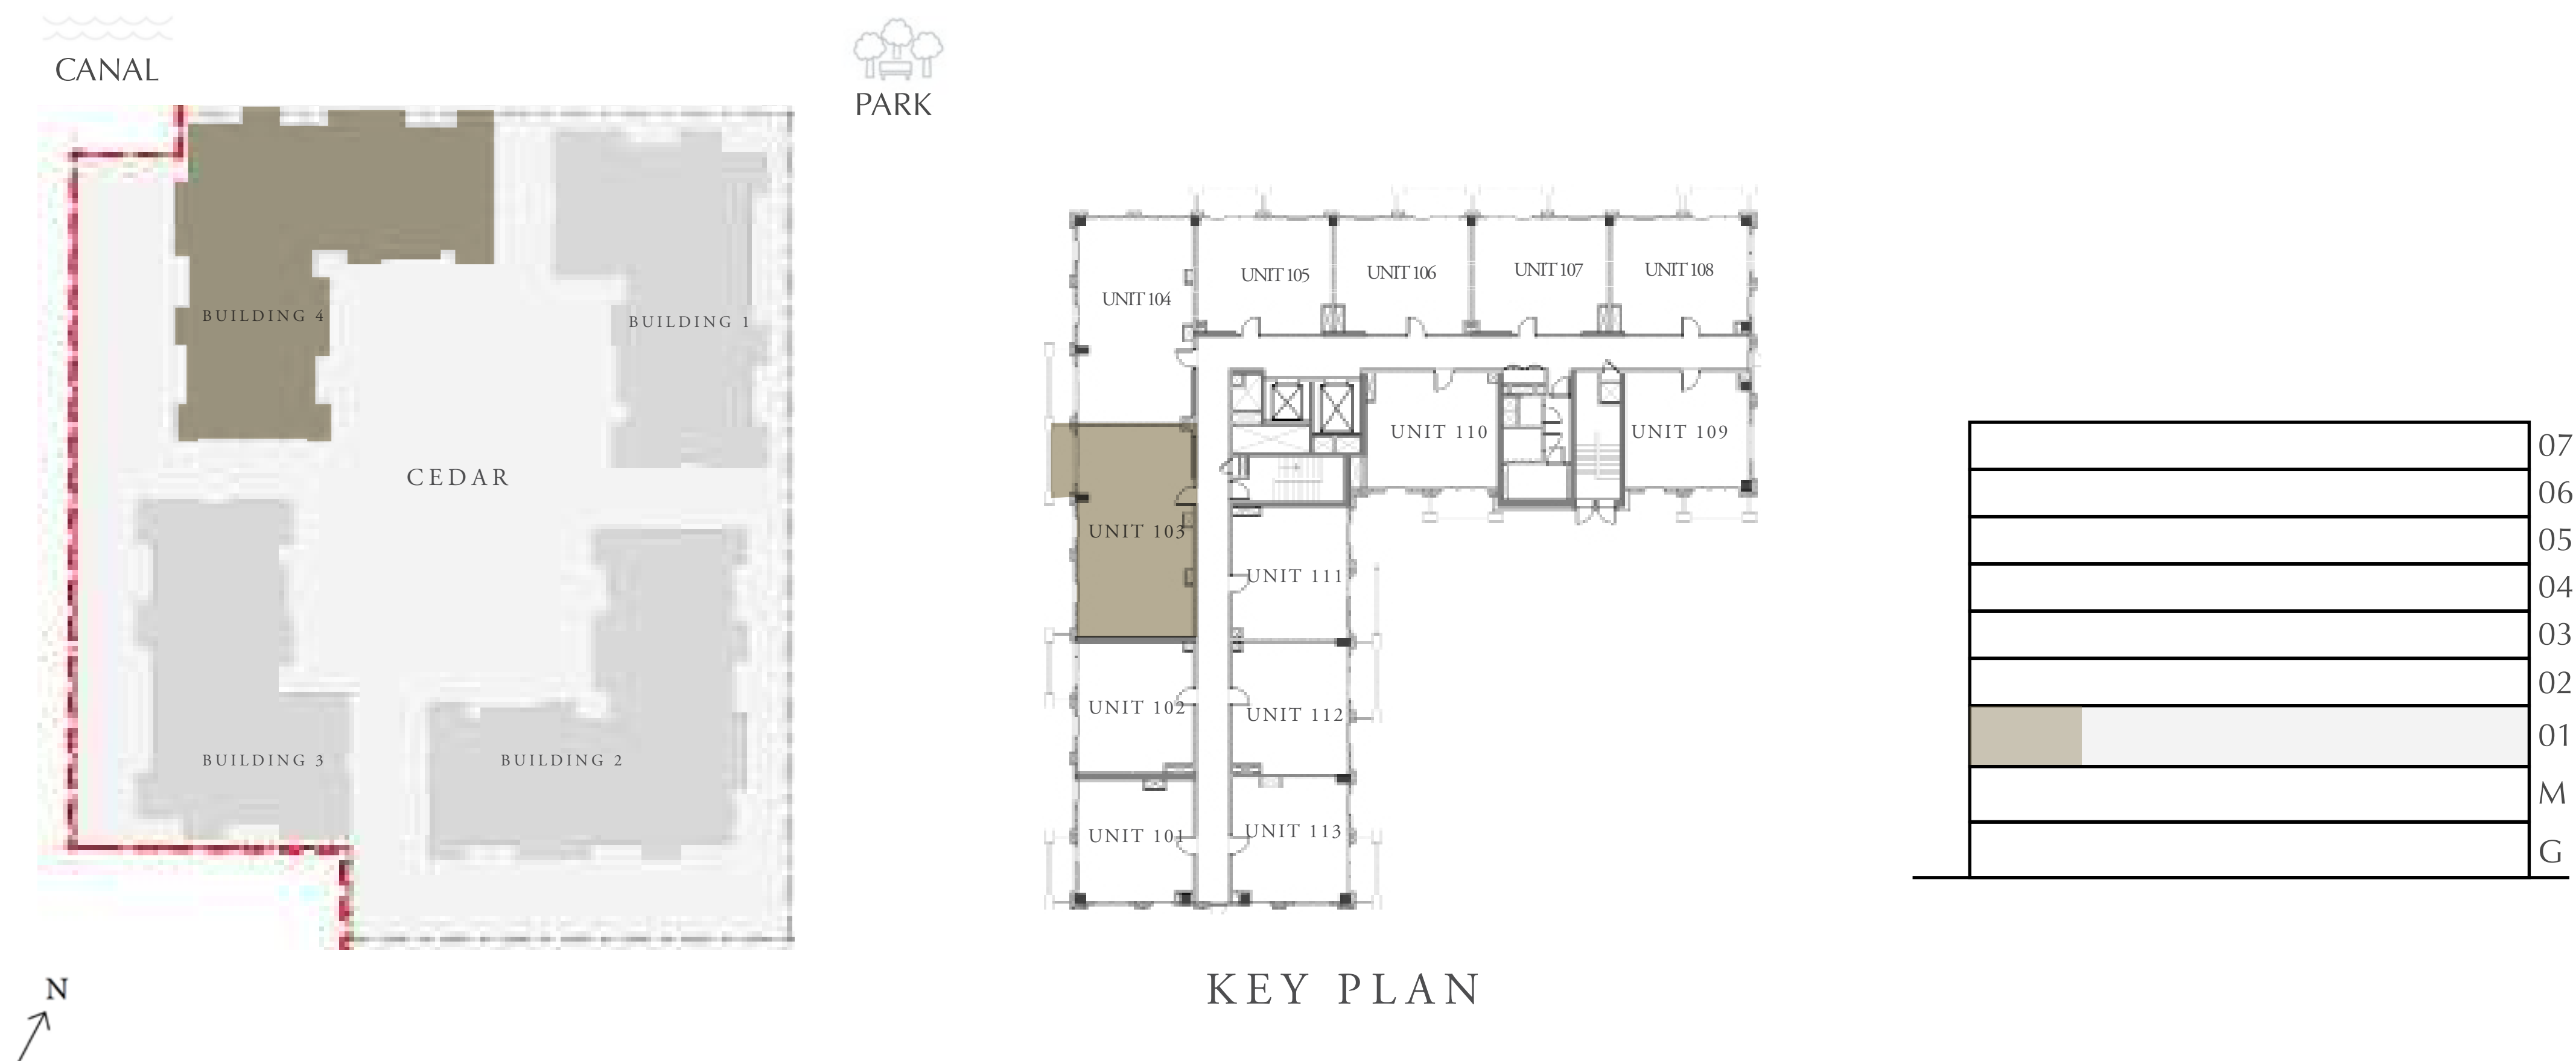 CANAL
PARK
BUILDING 4
BUILDING 1
CEDAR
BUILDING 3
BUILDING 2
N
UNIT 104
UNIT 105
UNIT 106
UNIT 107
UNIT 108
UNIT 110
UNIT 109
UNIT 103
UNIT 111
UNIT 102
UNIT 112
UNIT 101
UNIT 113
KEY PLAN
07
06
05
04
03
02
01
M
G